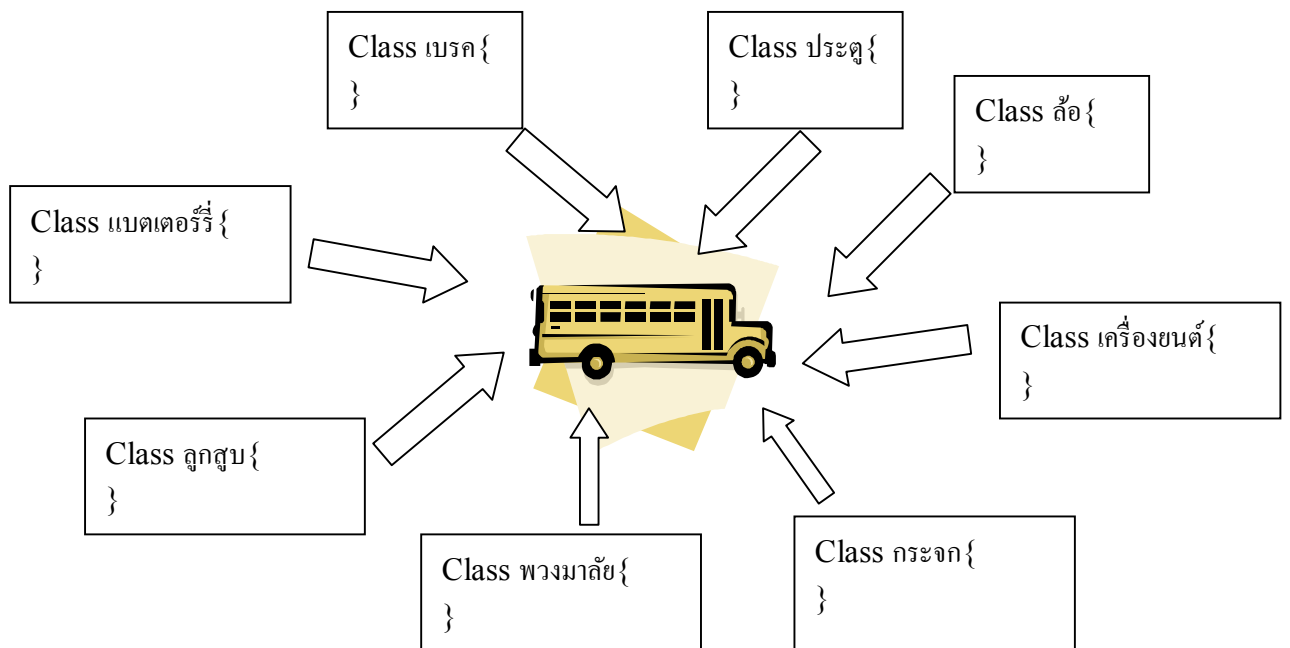 Class เบรค{
}
Class ประตู{
}
Class ล้อ{
}
Class แบตเตอร์รี่{
}
Class เครื่องยนต์{
}
Class ลูกสูบ{
}
Class พวงมาลัย{
}
Class กระจก{
}